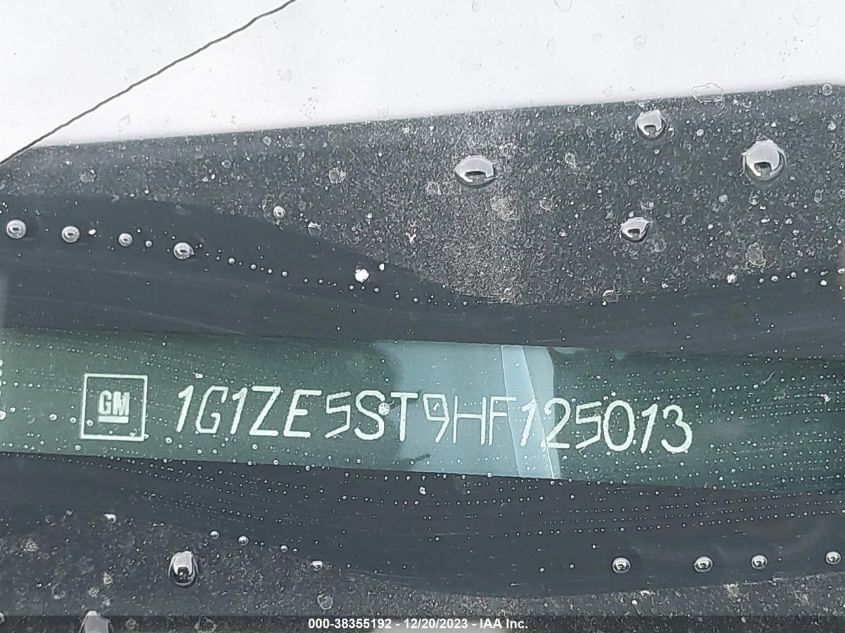 GM 1G1ZE5ST9HF125013
000-38355192 - 12/20/2023 - IAA Inc.